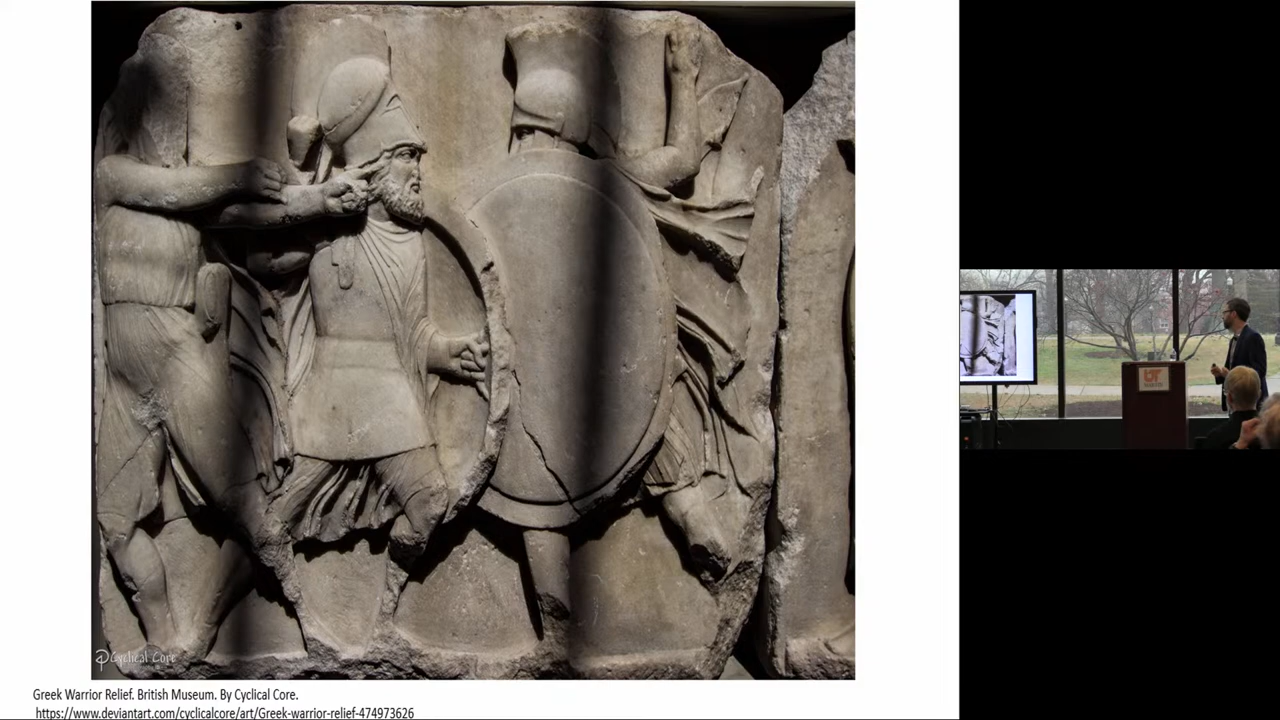 Cyclical Core
Greek Warrior Relief. British Museum. By Cyclical Core.
https://www.deviantart.com/cyclicalcore/art/Greek-warrior-relief-474973626
UT